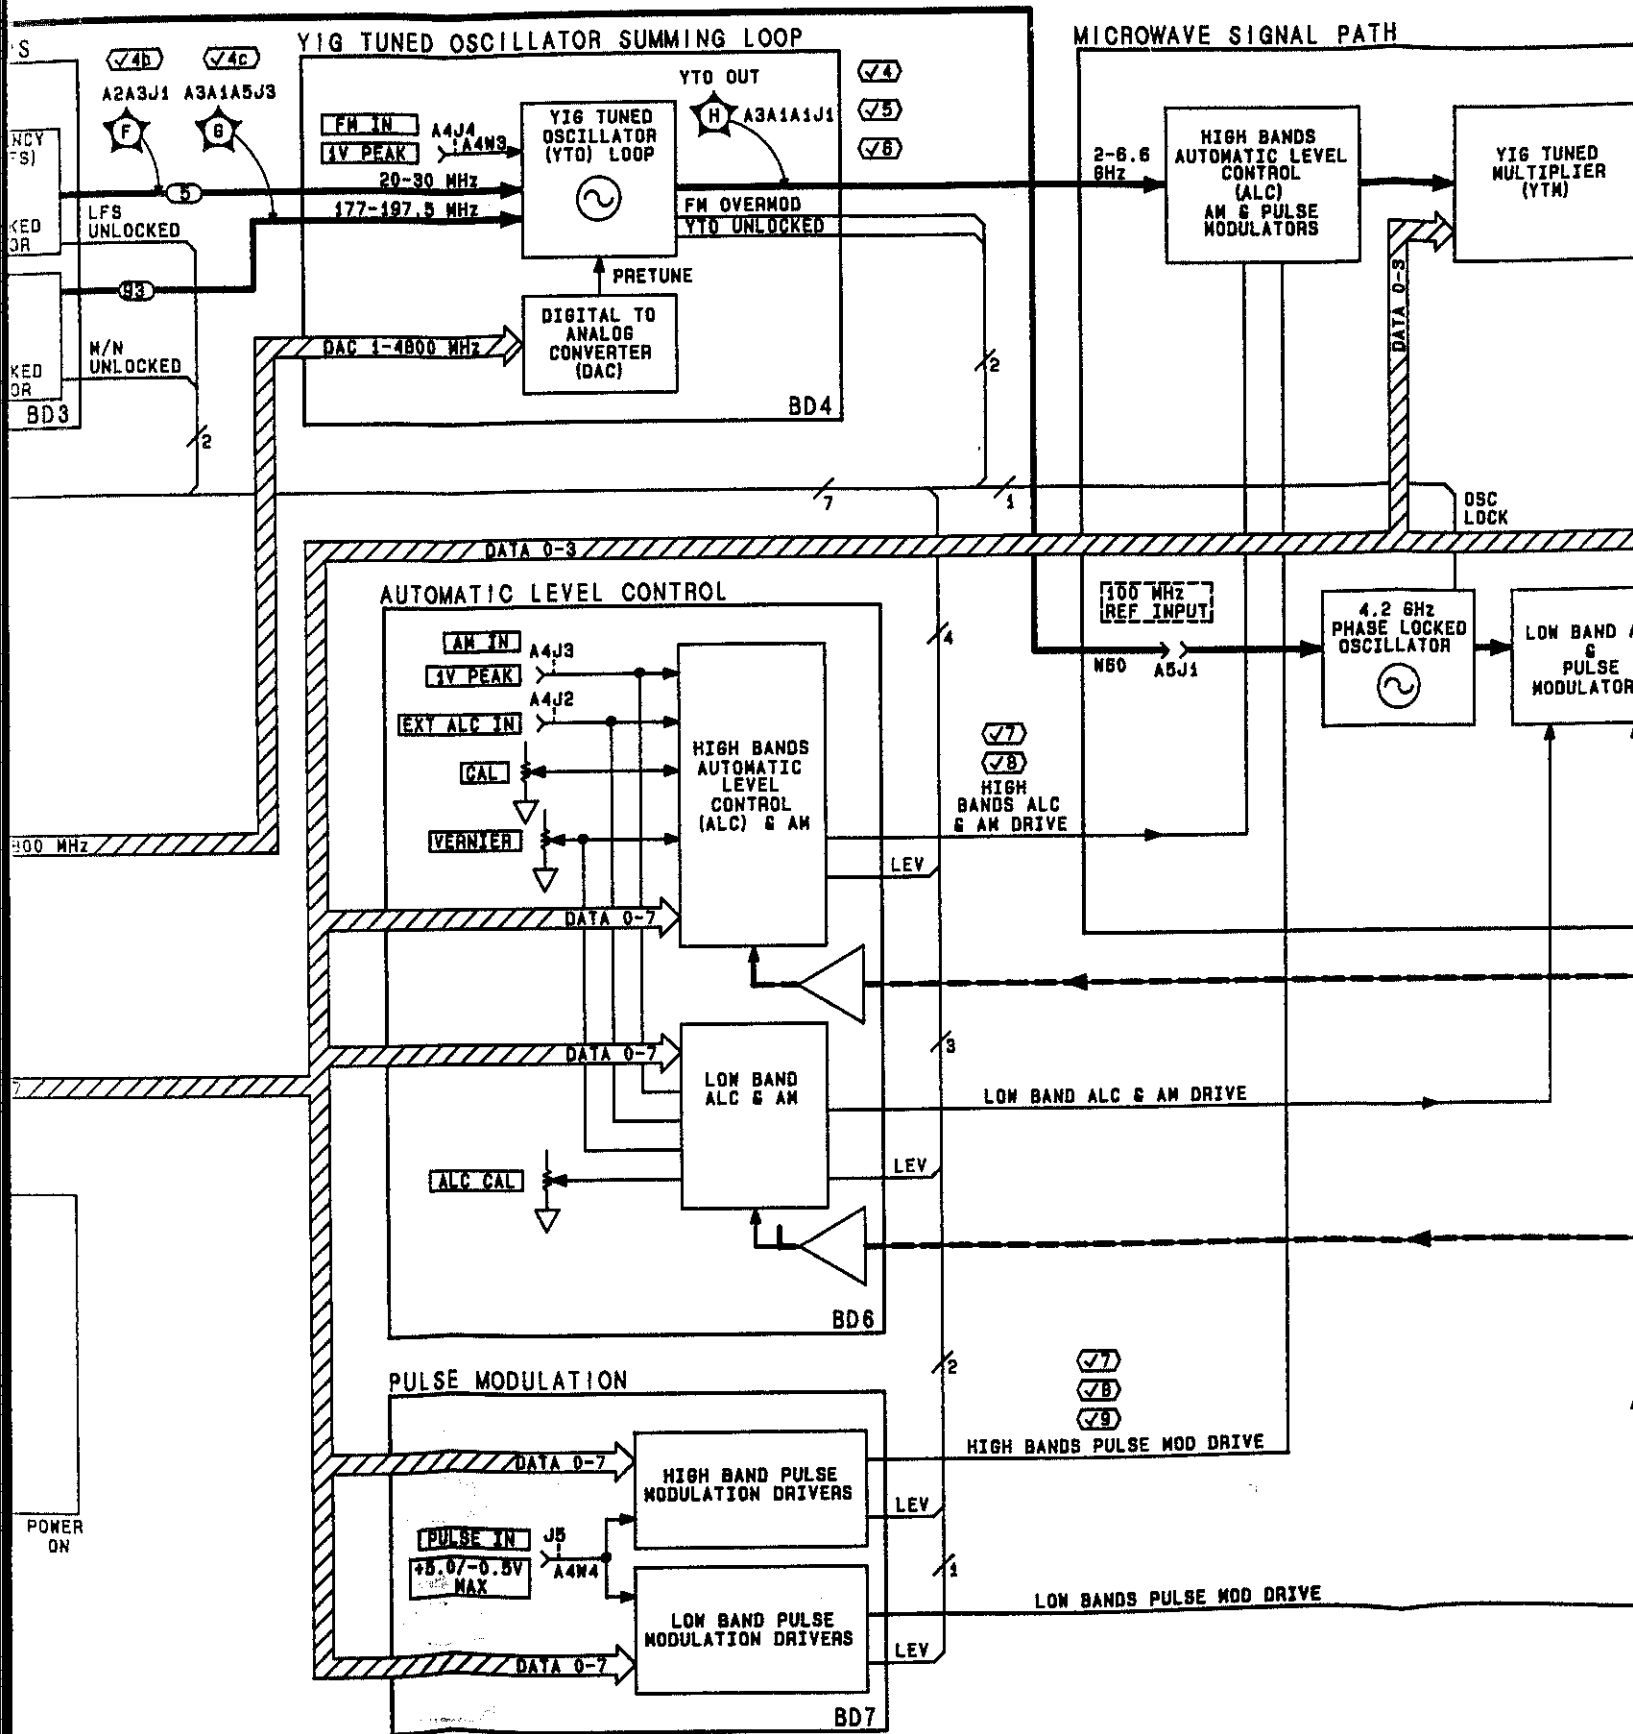 'S
√4b
√4c
A2A3J1
A3A1A5J3
F
G
5
LFS
UNLOCKED
93
M/N
UNLOCKED
BD3
2
YIG TUNED OSCILLATOR SUMMING LOOP
FM IN
1V PEAK
A4J4
A4W3
20-30 MHz
177-197.5 MHz
YIG TUNED
OSCILLATOR
(YTO) LOOP
YTO OUT
H
A3A1A1J1
FM OVERMOD
YTO UNLOCKED
PRETUNE
DIGITAL TO
ANALOG
CONVERTER
(DAC)
DAC 1-4800 MHz
BD4
√4
√5
√6
2
7
1
MICROWAVE SIGNAL PATH
2-6.6
GHz
HIGH BANDS
AUTOMATIC LEVEL
CONTROL
(ALC)
AM & PULSE
MODULATORS
YIG TUNED
MULTIPLIER
(YTM)
DATA 0-3
OSC
LOCK
DATA 0-3
100 MHz
REF INPUT
W60
A5J1
4.2 GHz
PHASE LOCKED
OSCILLATOR
LOW BAND A
&
PULSE
MODULATOR
AUTOMATIC LEVEL CONTROL
AM IN
1V PEAK
A4J3
A4J2
EXT ALC IN
CAL
VERNIER
HIGH BANDS
AUTOMATIC
LEVEL
CONTROL
(ALC) & AM
4
√7
√8
HIGH
BANDS ALC
& AM DRIVE
LEV
800 MHz
DATA 0-7
DATA 0-7
LOW BAND
ALC & AM
3
LOW BAND ALC & AM DRIVE
LEV
7
ALC CAL
BD6
2
PULSE MODULATION
√7
√8
√9
HIGH BANDS PULSE MOD DRIVE
DATA 0-7
HIGH BAND PULSE
MODULATION DRIVERS
LEV
POWER
ON
PULSE IN
+5.0/-0.5V
MAX
J5
A4W4
1
LOW BAND PULSE
MODULATION DRIVERS
LOW BANDS PULSE MOD DRIVE
LEV
DATA 0-7
BD7